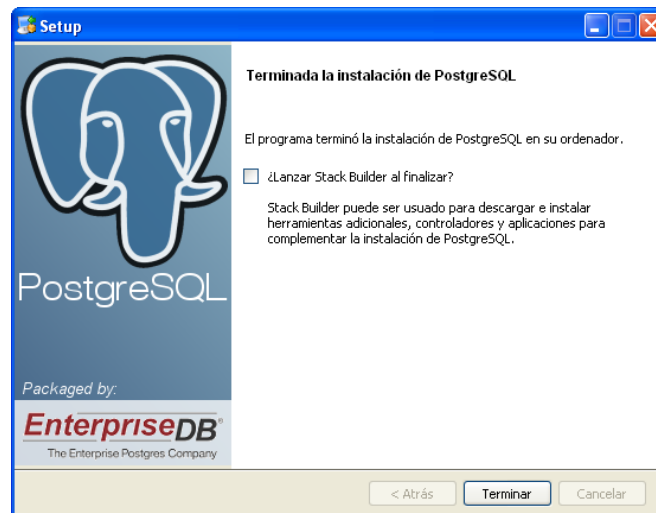 Setup
Terminada la instalación de PostgreSQL
El programa terminó la instalación de PostgreSQL en su ordenador.
¿Lanzar Stack Builder al finalizar?
Stack Builder puede ser usado para descargar e instalar
herramientas adicionales, controladores y aplicaciones para
complementar la instalación de PostgreSQL.
PostgreSQL
Packaged by:
EnterpriseDB
The Enterprise Postgres Company
< Atrás
Terminar
Cancelar